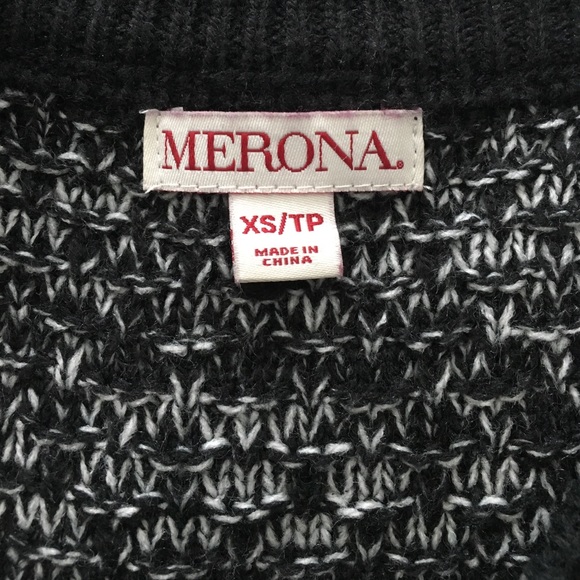 MERONA.
XS/TP
MADE IN
CHINA